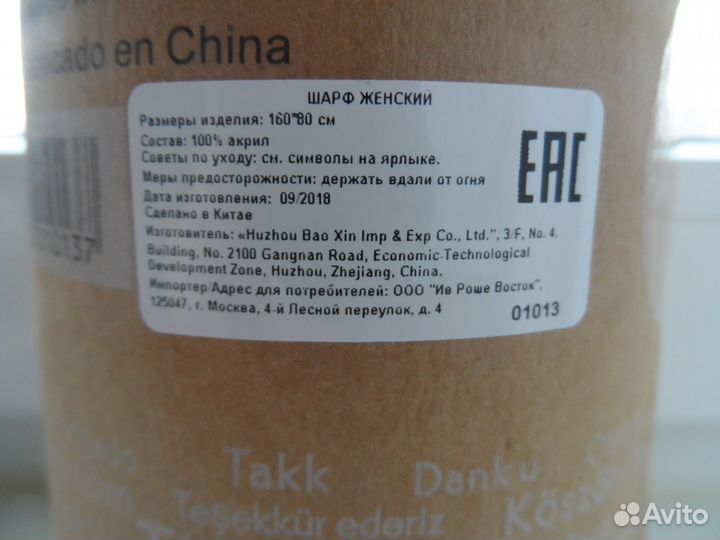 en China
ШАРФ ЖЕНСКИЙ
Размеры изделия: 160*80 см
Состав: 100% акрил
Советы по уходу: см. символы на ярлыке.
Меры предосторожности: держать вдали от огня
Дата изготовления: 09/2018
Сделано в Китае
EAC
Изготовитель: «Huzhou Bao Xin Imp & Exp Co., Ltd.", 3/F, No. 4,
Building, No. 2100 Gangnan Road, Economic-Technological
Development Zone, Huzhou, Zhejiang, China.
Импортер/Адрес для потребителей: ООО "Ив Роше Восток",
125047, г. Москва, 4-й Лесной переулок, д. 4
01013
Takk
Danku
Teşekkür ederiz
Avito